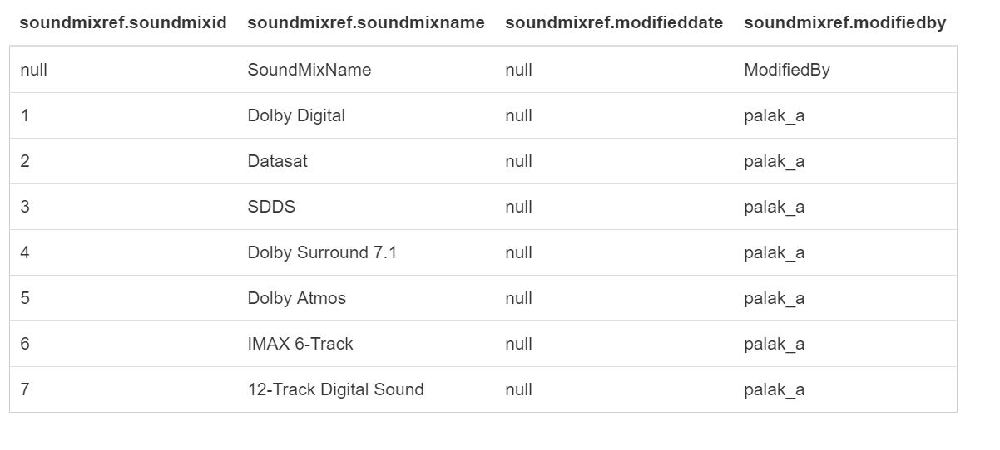 soundmixref.soundmixid soundmixref.soundmixname soundmixref.modifieddate soundmixref.modifiedby
null SoundMixName null ModifiedBy
1 Dolby Digital null palak_a
2 Datasat null palak_a
3 SDDS null palak_a
4 Dolby Surround 7.1 null palak_a
5 Dolby Atmos null palak_a
6 IMAX 6-Track null palak_a
7 12-Track Digital Sound null palak_a